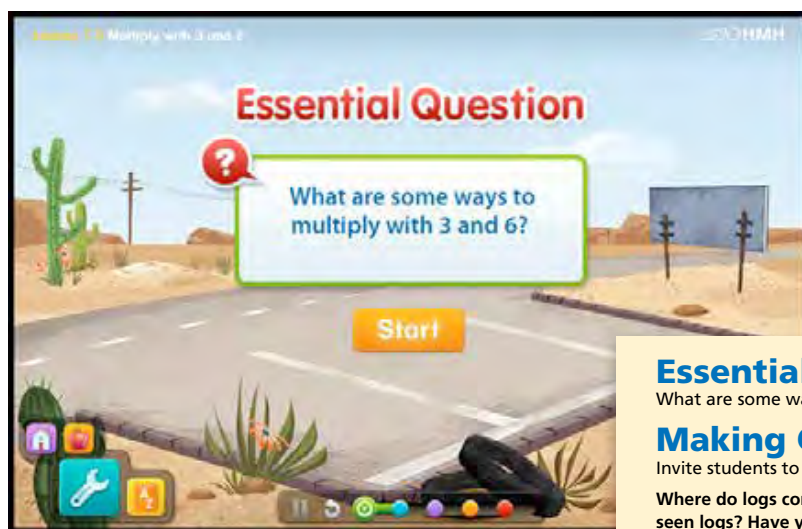 Multiply with 3 and
HMH
Essential Question
?
What are some ways to
multiply with 3 and 6?
Start
A
Z
Essential
What are some wa
Making
Invite students to
Where do logs co
seen logs? Have